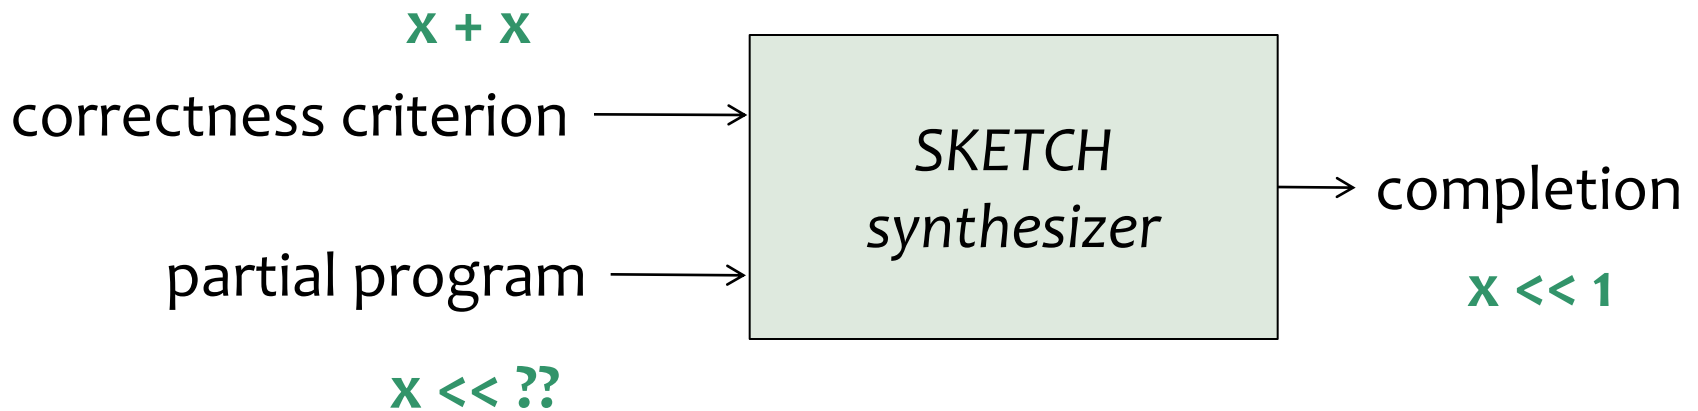 x + x
correctness criterion
SKETCH
synthesizer
completion
partial program
x << 1
x << ??